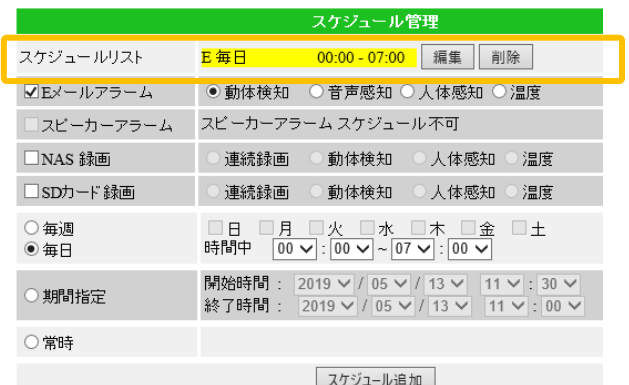 スケジュール管理
スケジュールリスト E 毎日 00:00 - 07:00 編集 削除
Eメールアラーム 動体検知 音声感知 人体感知 温度
スピーカーアラーム スピーカーアラーム スケジュール不可
NAS 録画 連続録画 動体検知 人体感知 温度
SDカード録画 連続録画 動体検知 人体感知 温度
毎週 日 月 火 水 木 金 土
毎日 時間中 00 : 00 ~ 07 : 00
期間指定 開始時間 : 2019 / 05 / 13 11 : 30
終了時間 : 2019 / 05 / 13 11 : 00
常時
スケジュール追加